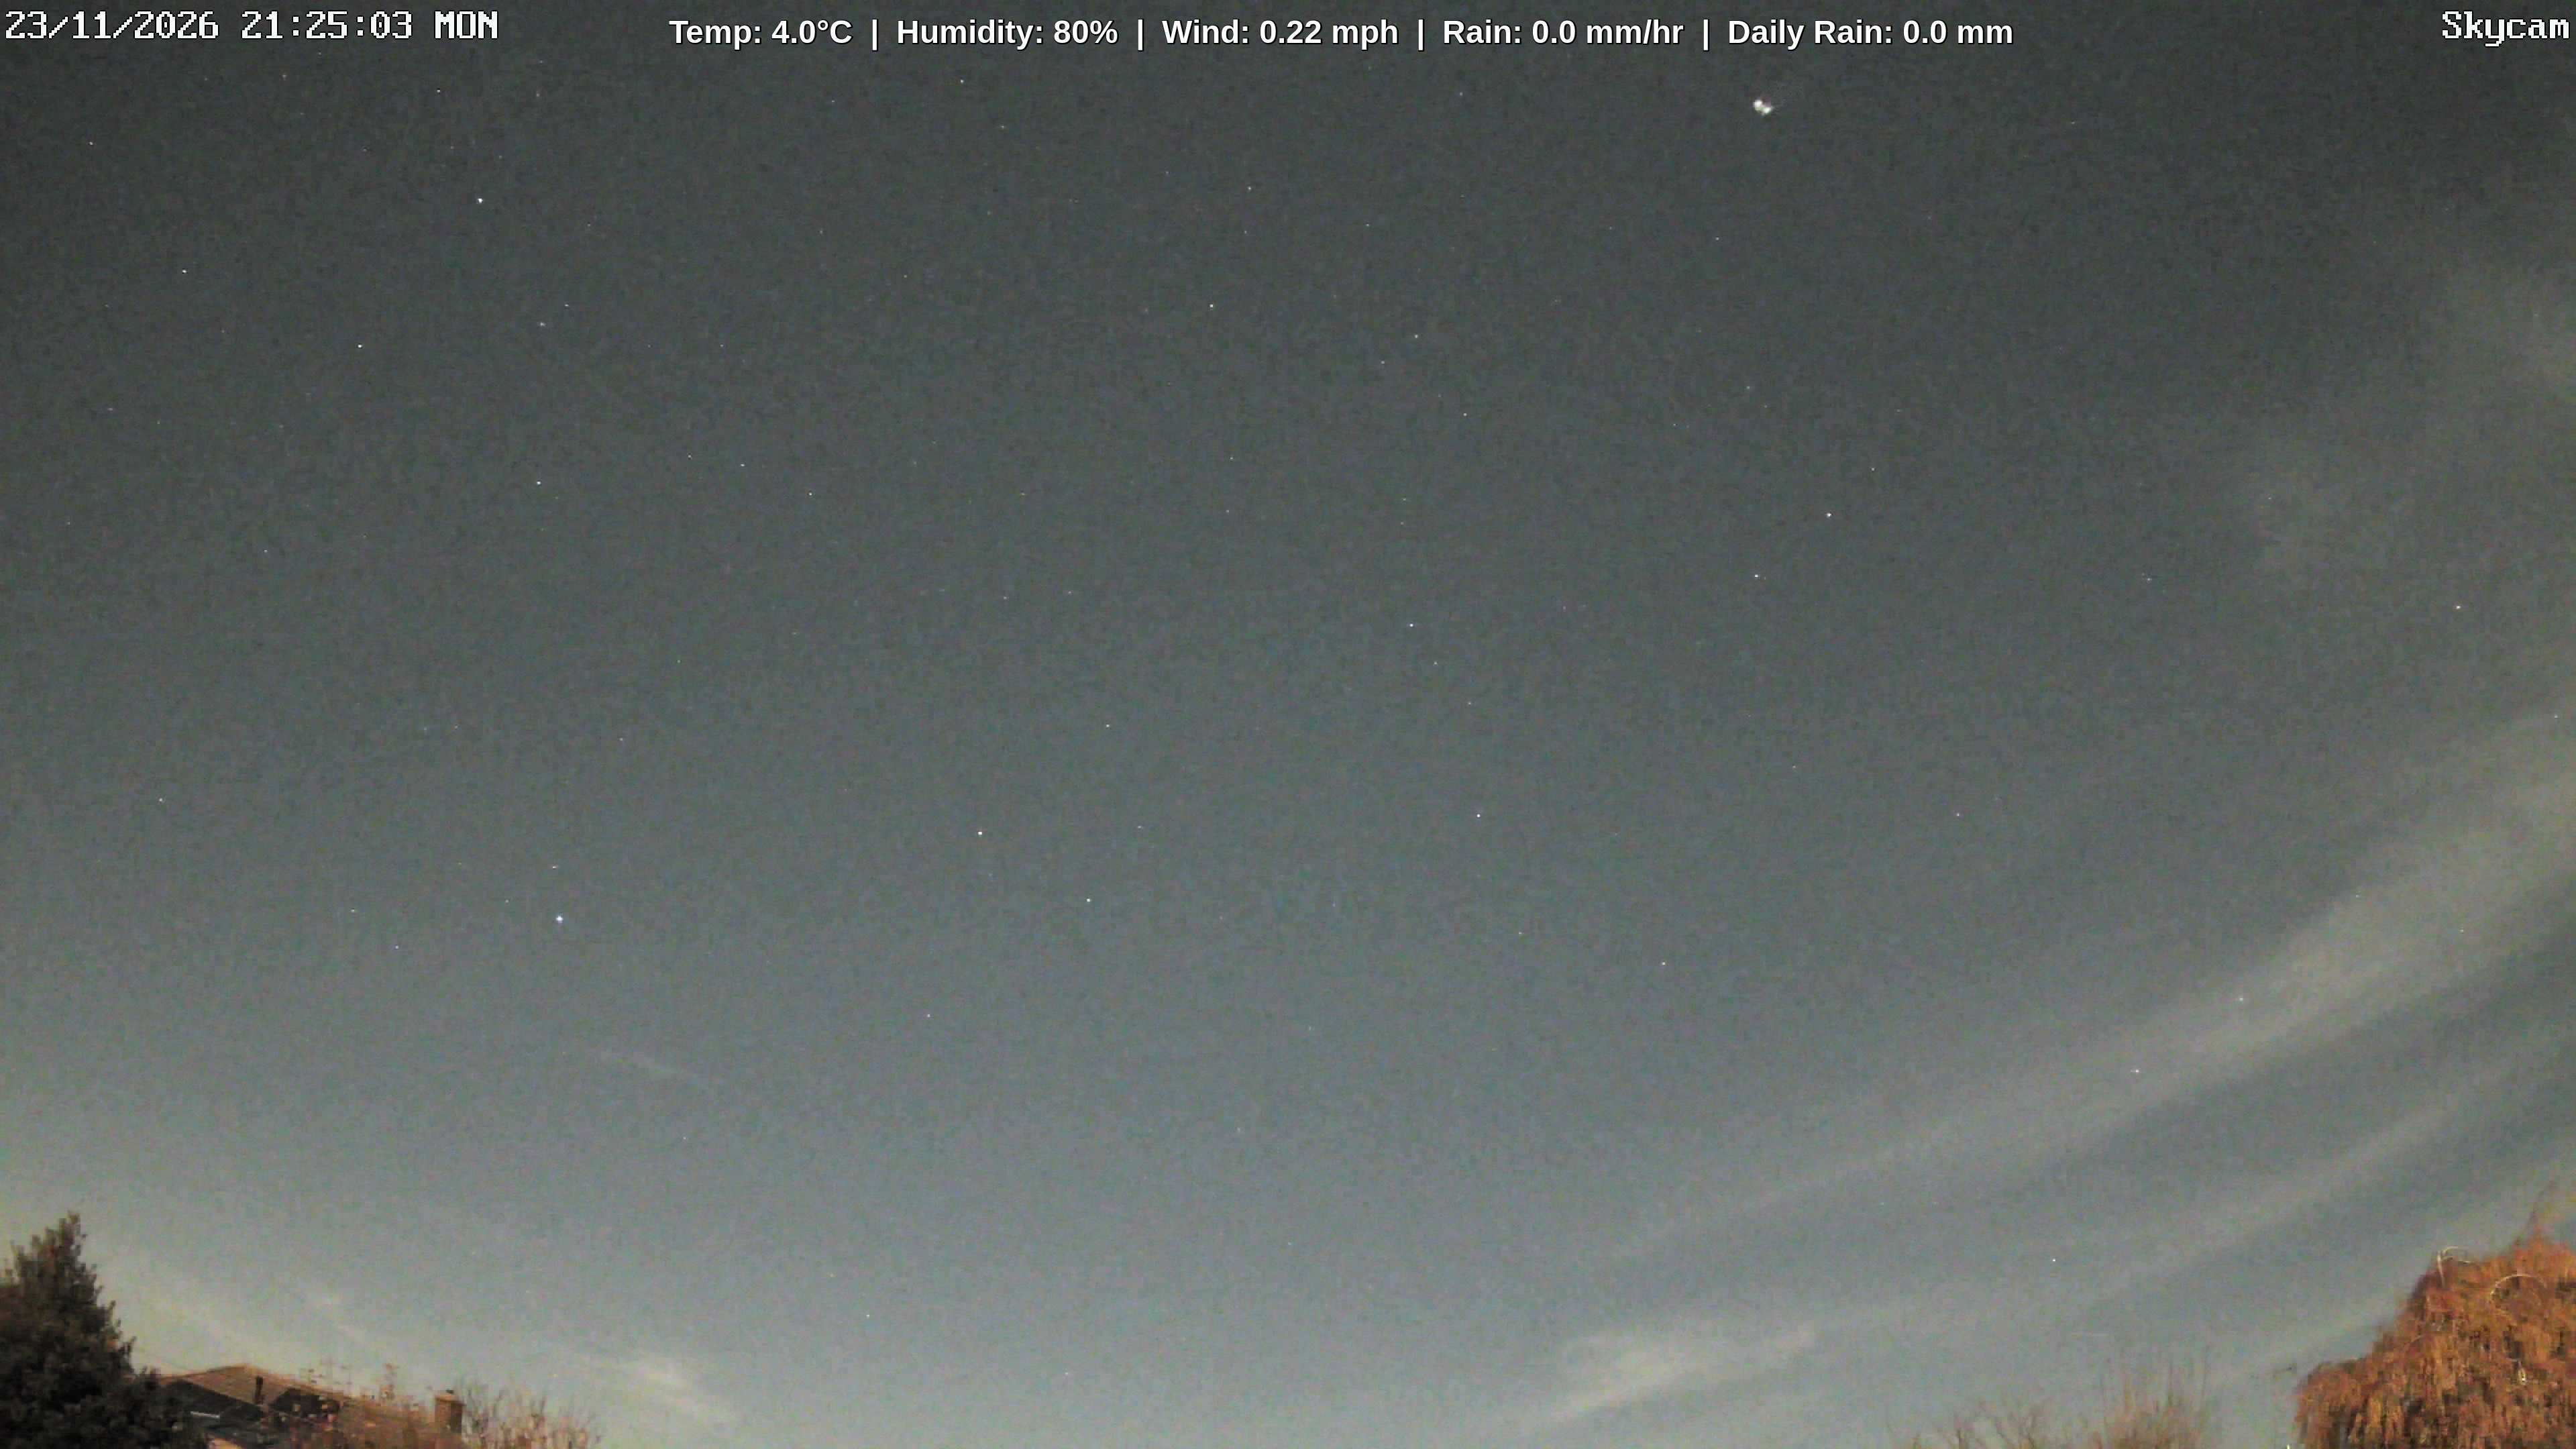 23/11/2026 21:25:03 MON
Temp: 4.0°C | Humidity: 80% | Wind: 0.22 mph | Rain: 0.0 mm/hr | Daily Rain: 0.0 mm
Skycam